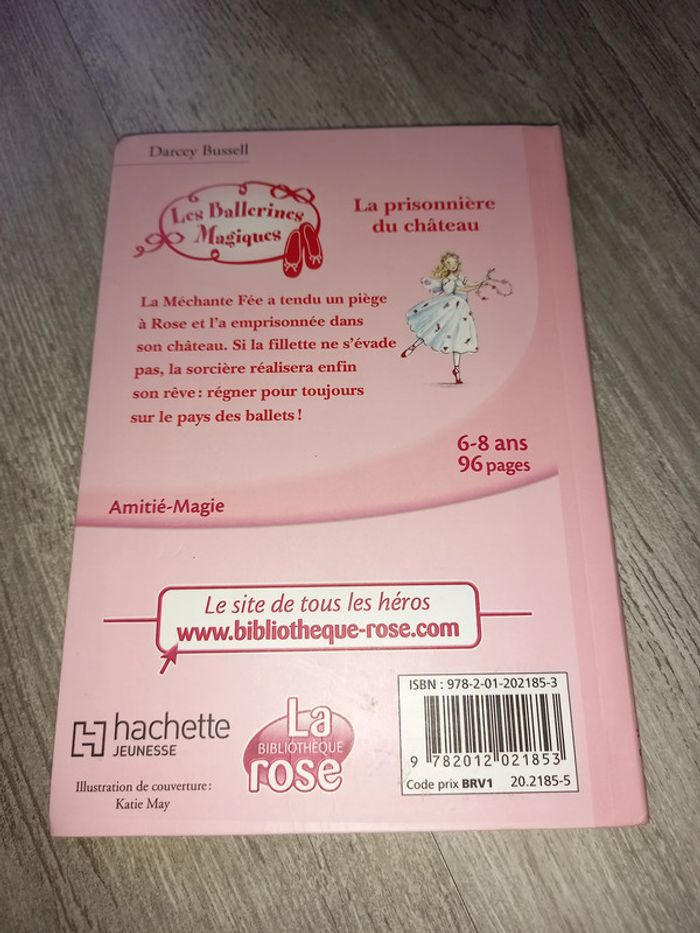 Darcey Bussell
Les Ballerines
Magiques
La prisonnière
du château
La Méchante Fée a tendu un piège
à Rose et l'a emprisonnée dans
son château. Si la fillette ne s'évade
pas, la sorcière réalisera enfin
son rêve : régner pour toujours
sur le pays des ballets !
6-8 ans
96 pages
Amitié-Magie
Le site de tous les héros
www.bibliotheque-rose.com
hachette
JEUNESSE
La
BIBLIOTHÈQUE
rose
Illustration de couverture :
Katie May
ISBN : 978-2-01-202185-3
9 782012 021853
Code prix BRV1 20.2185-5